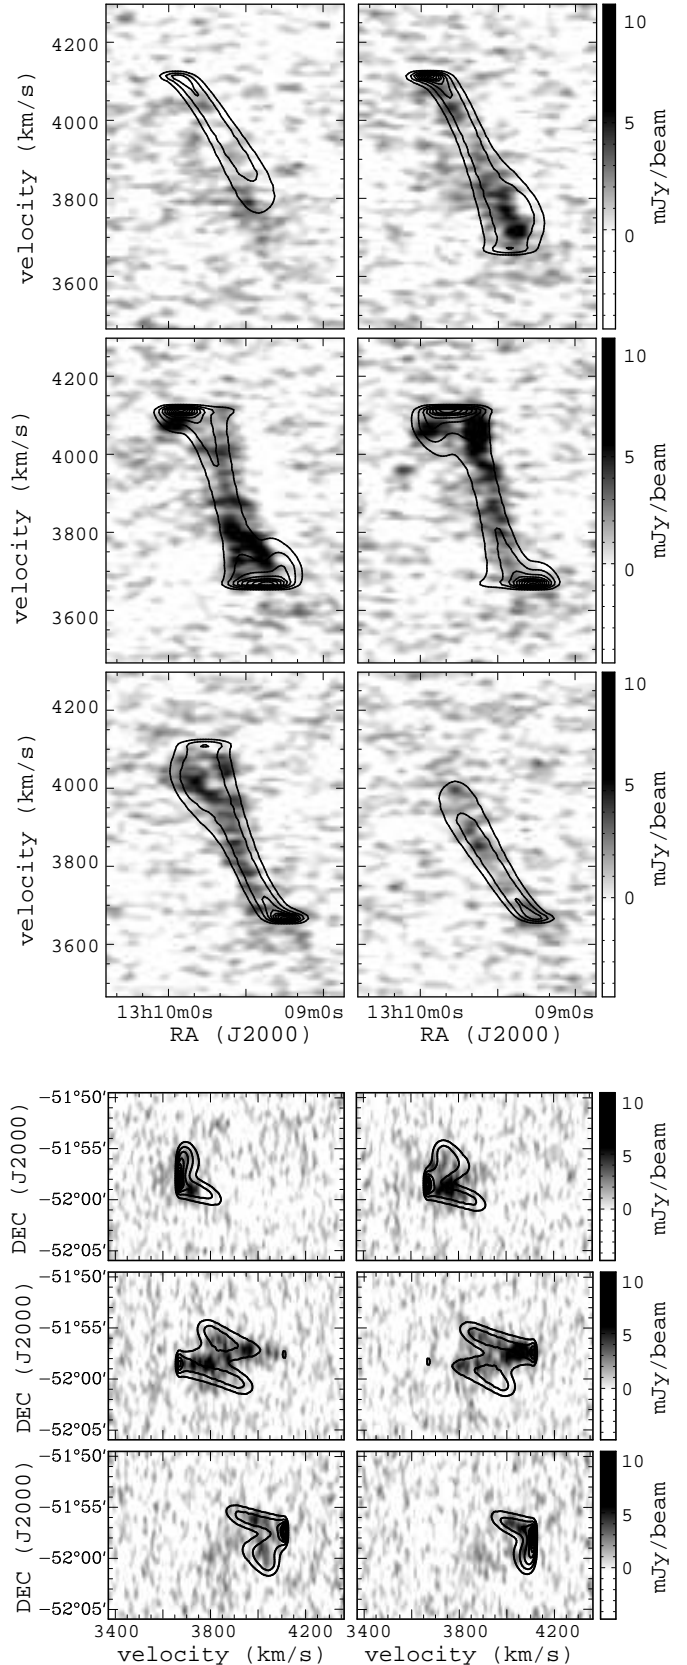 4200
4000
3800
3600
velocity (km/s)
10
5
0
mJy/beam
4200
4000
3800
3600
velocity (km/s)
10
5
0
mJy/beam
4200
4000
3800
3600
velocity (km/s)
10
5
0
mJy/beam
13h10m0s 09m0s 13h10m0s 09m0s
RA (J2000) RA (J2000)
−51°50′
−51°55′
−52°00′
−52°05′
DEC (J2000)
10
5
0
mJy/beam
−51°50′
−51°55′
−52°00′
−52°05′
DEC (J2000)
10
5
0
mJy/beam
−51°50′
−51°55′
−52°00′
−52°05′
DEC (J2000)
10
5
0
mJy/beam
3400 3800 4200 3800 4200
velocity (km/s) velocity (km/s)